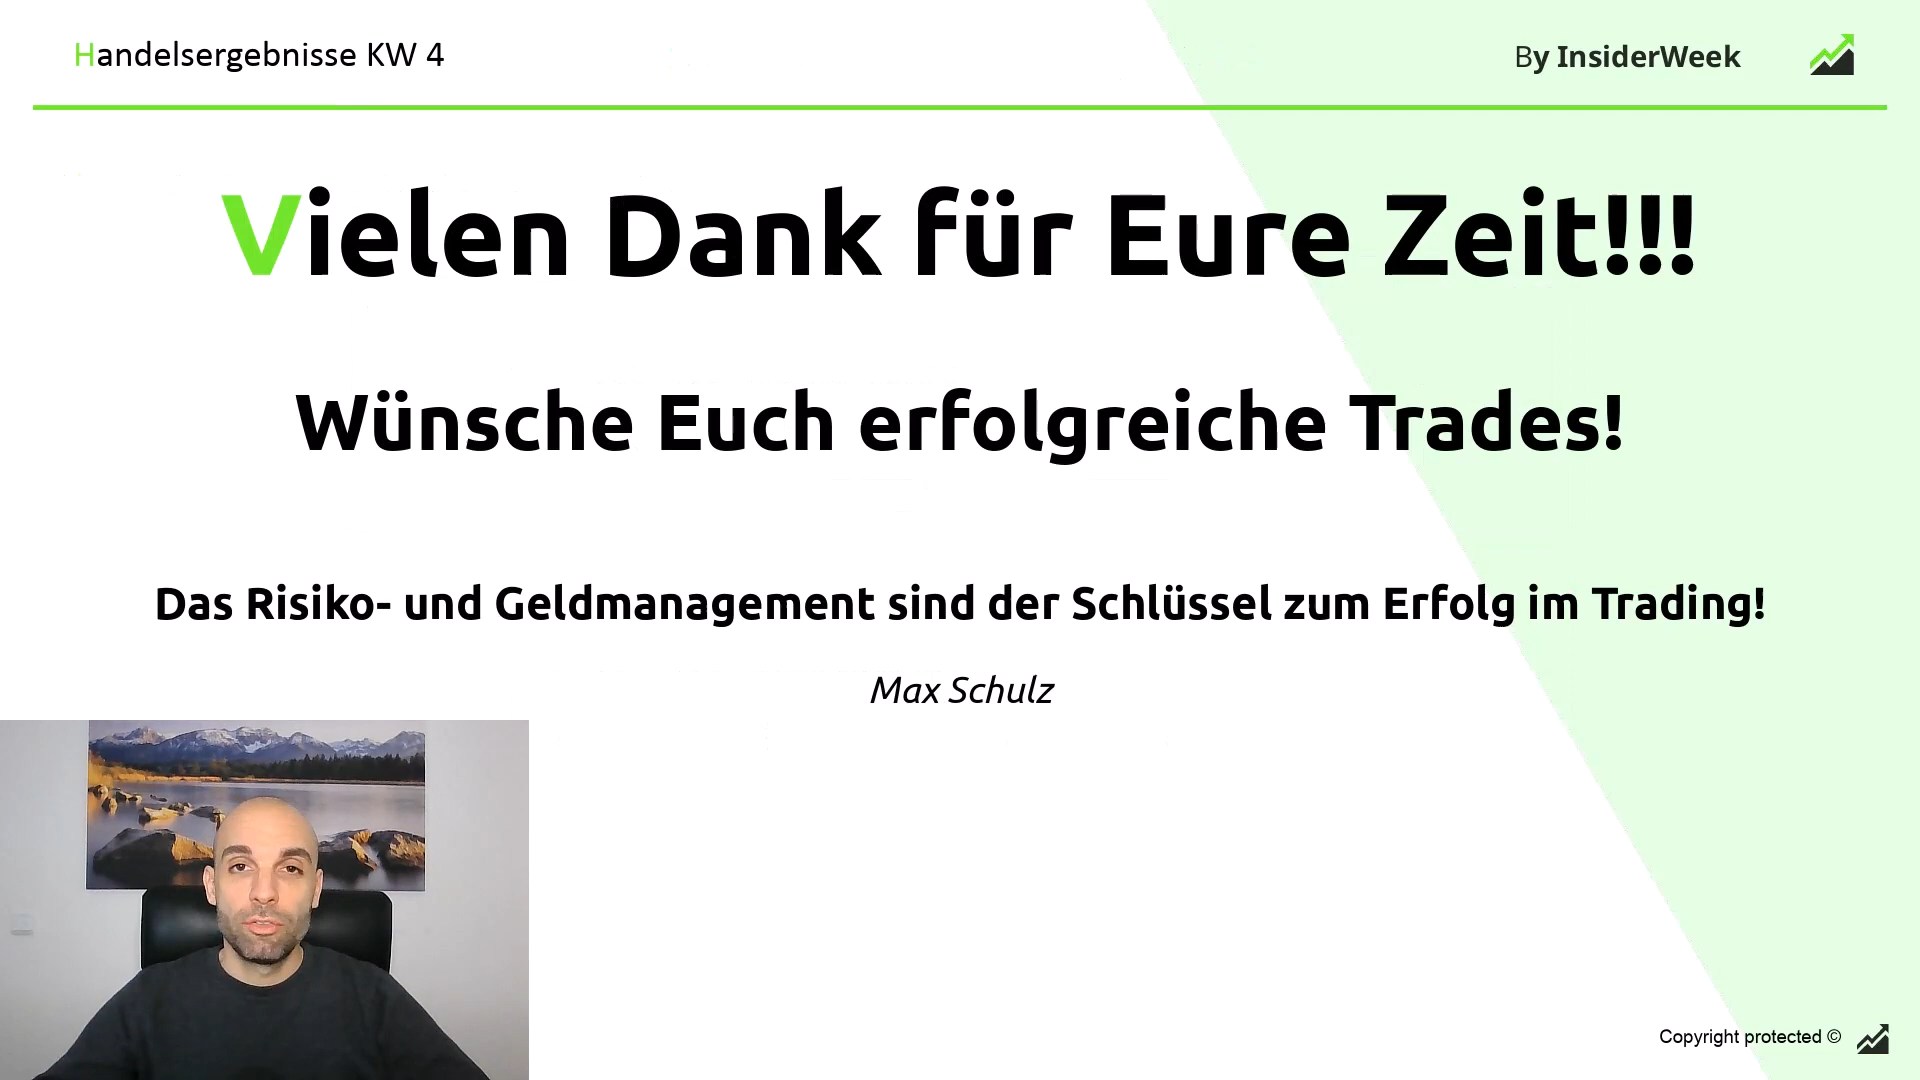 Handelsergebnisse KW 4
By InsiderWeek
Vielen Dank für Eure Zeit!!!
Wünsche Euch erfolgreiche Trades!
Das Risiko- und Geldmanagement sind der Schlüssel zum Erfolg im Trading!
Max Schulz
Copyright protected ©